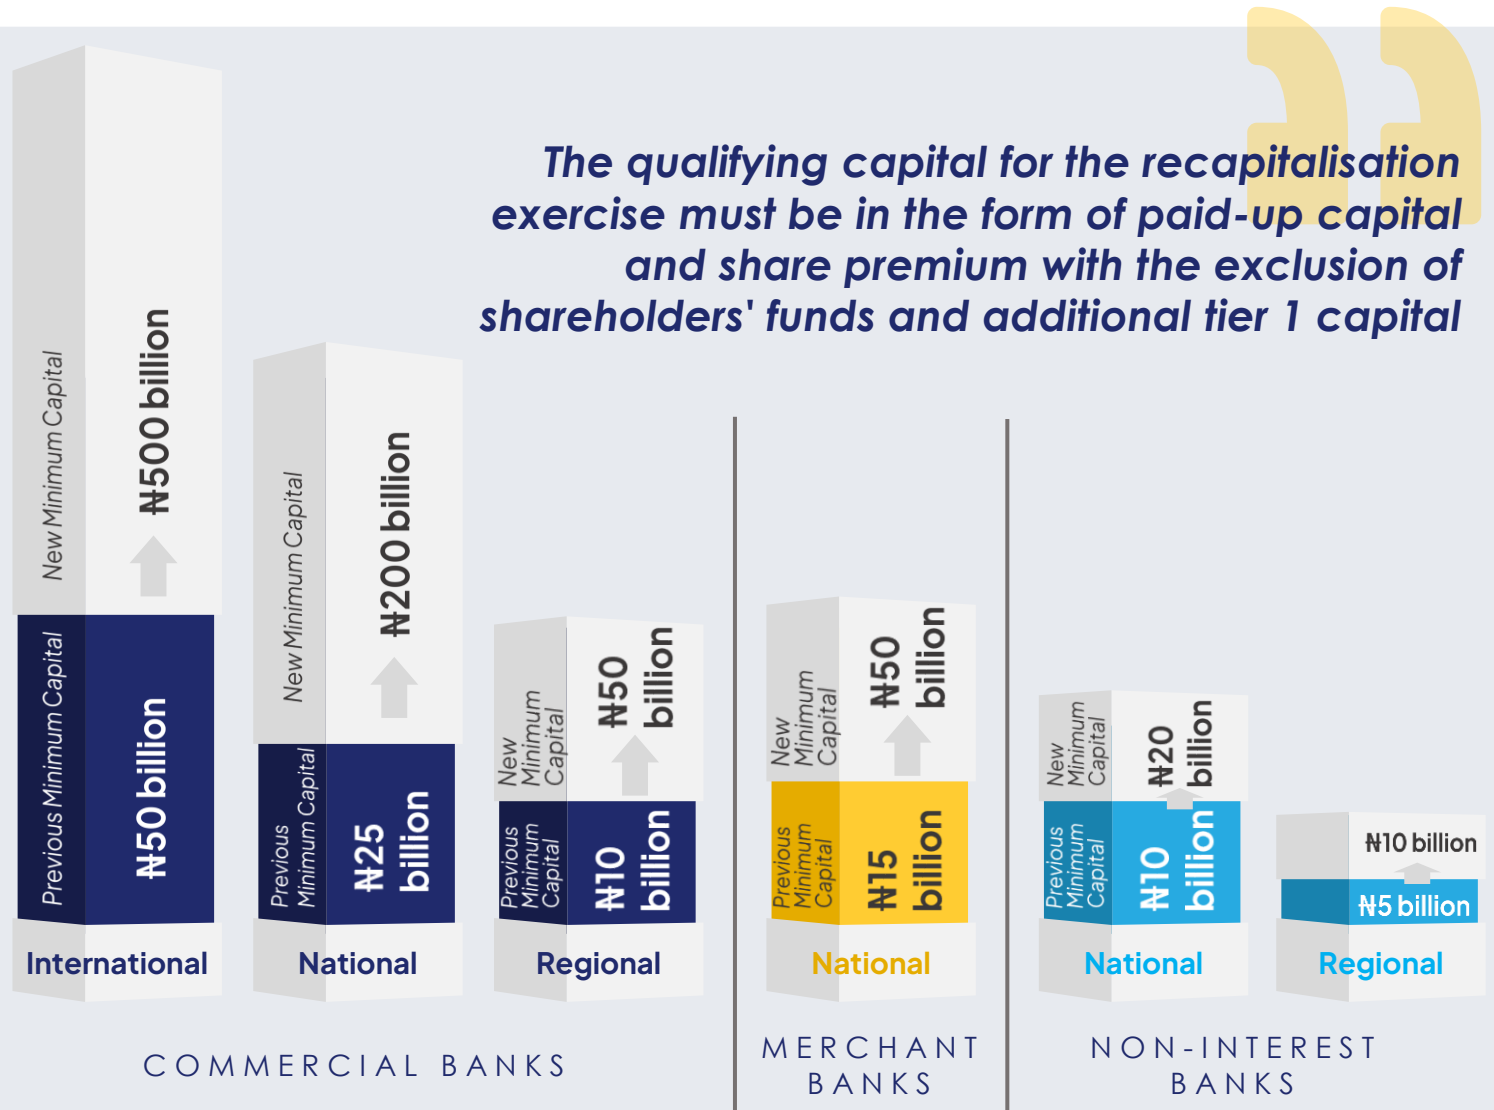 The qualifying capital for the recapitalisation
exercise must be in the form of paid-up capital
and share premium with the exclusion of
shareholders' funds and additional tier 1 capital
New Minimum Capital
₦500 billion
Previous Minimum Capital
₦50 billion
International
New Minimum Capital
₦200 billion
Previous
Minimum Capital
₦25
billion
National
New
Minimum
Capital
₦50
billion
Previous
Minimum
Capital
₦10
billion
Regional
COMMERCIAL BANKS
New
Minimum
Capital
₦50
billion
Previous
Minimum
Capital
₦15
billion
National
MERCHANT
BANKS
New
Minimum
Capital
₦20
billion
Previous
Minimum
Capital
₦10
billion
National
₦10 billion
₦5 billion
Regional
NON-INTEREST
BANKS